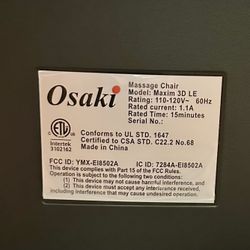 Osaki
Massage Chair
Model: Maxim 3D LE
Rating: 110-120V~ 60Hz
Rated current: 1.1A
Rated Time: 15minutes
Serial No.:
ETL
CM
LISTED
US
Intertek
3102162
Conforms to UL STD. 1647
Certified to CSA STD. C22.2 No.68
Made in China
FCC ID: YMX-EI8502A IC ID: 7284A-EI8502A
This device complies with Part 15 of the FCC Rules.
Operation is subject to the following two conditions:
(1) This device may not cause harmful interference, and
(2) This device must accept any interference received,
including interference that may cause undesired operation.